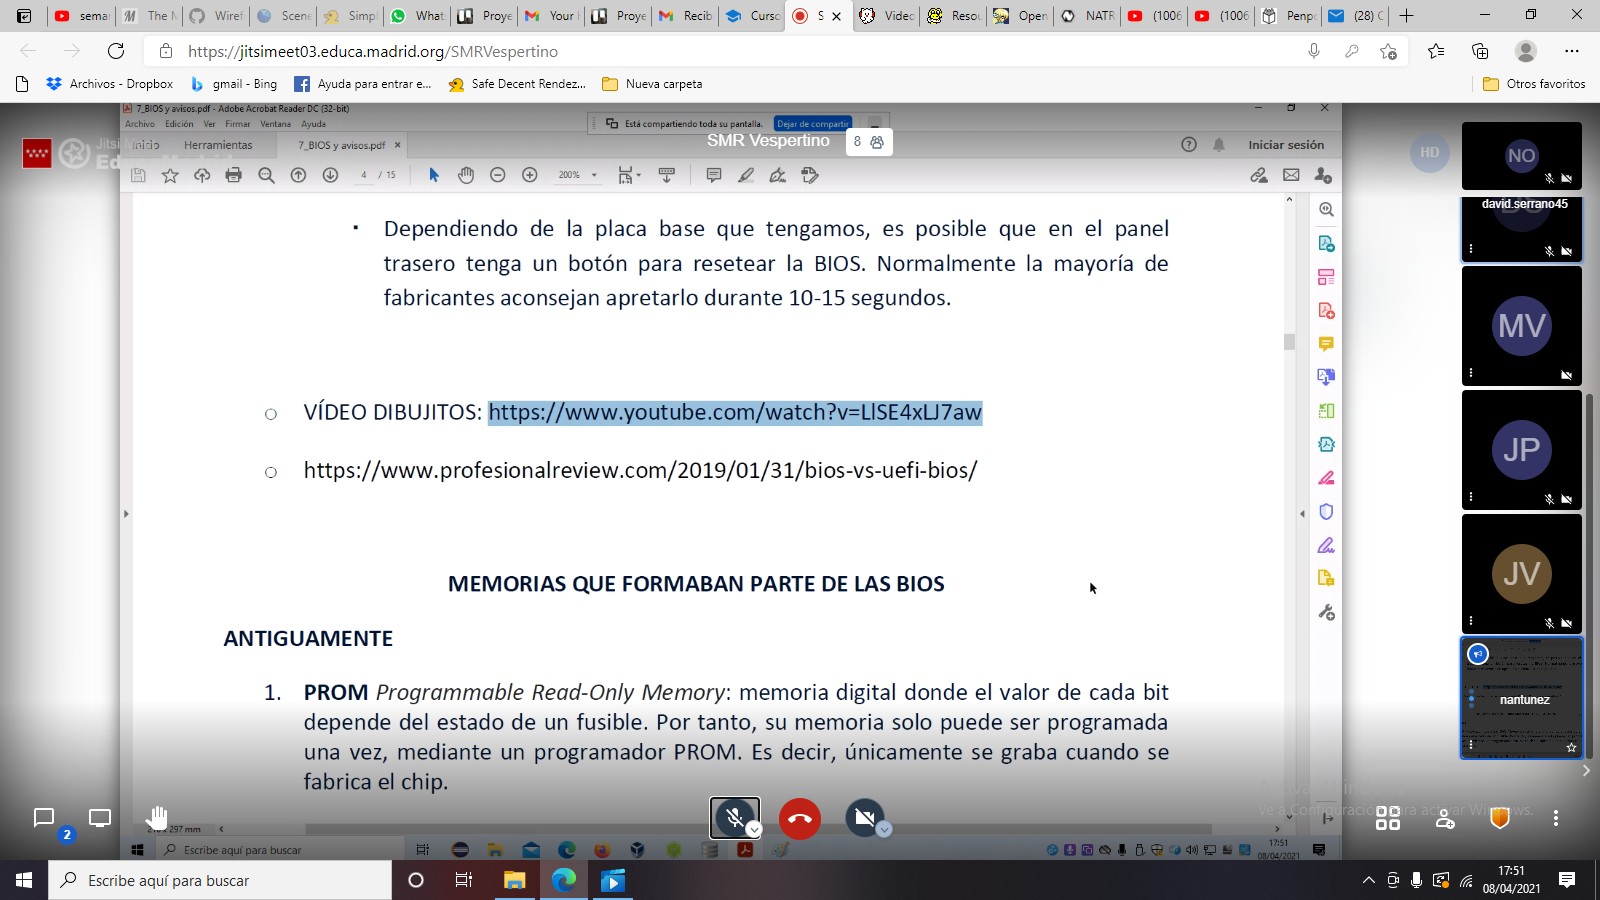 semar
The M
Wiref
Scene
Simpl
What
Proye
Your F
Proye
Recib
Curso
S
Video
Resou
Open
NATR
(1006
(1006
Penpo
(28) C
https://jitsimeet03.educa.madrid.org/SMRVespertino
Archivos - Dropbox
gmail - Bing
Ayuda para entrar e...
Safe Decent Rendez...
Nueva carpeta
Otros favoritos
7_BIOS y avisos.pdf - Adobe Acrobat Reader DC (32-bit)
Archivo Edición Ver Firmar Ventana Ayuda
Está compartiendo toda su pantalla.
Dejar de compartir
SMR Vespertino
8
Herramientas
7_BIOS y avisos.pdf
Iniciar sesión
HD
4 / 15
200%
Dependiendo de la placa base que tengamos, es posible que en el panel
trasero tenga un botón para resetear la BIOS. Normalmente la mayoría de
fabricantes aconsejan apretarlo durante 10-15 segundos.
VÍDEO DIBUJITOS: https://www.youtube.com/watch?v=LlSE4xLJ7aw
https://www.profesionalreview.com/2019/01/31/bios-vs-uefi-bios/
MEMORIAS QUE FORMABAN PARTE DE LAS BIOS
ANTIGUAMENTE
1. PROM Programmable Read-Only Memory: memoria digital donde el valor de cada bit
depende del estado de un fusible. Por tanto, su memoria solo puede ser programada
una vez, mediante un programador PROM. Es decir, únicamente se graba cuando se
fabrica el chip.
NO
david.serrano45
MV
JP
JV
nantunez
2
x 297 mm
Ve a Configuración para activar Windows.
Escribe aquí para buscar
17:51
08/04/2021
Escribe aquí para buscar
17:51
08/04/2021